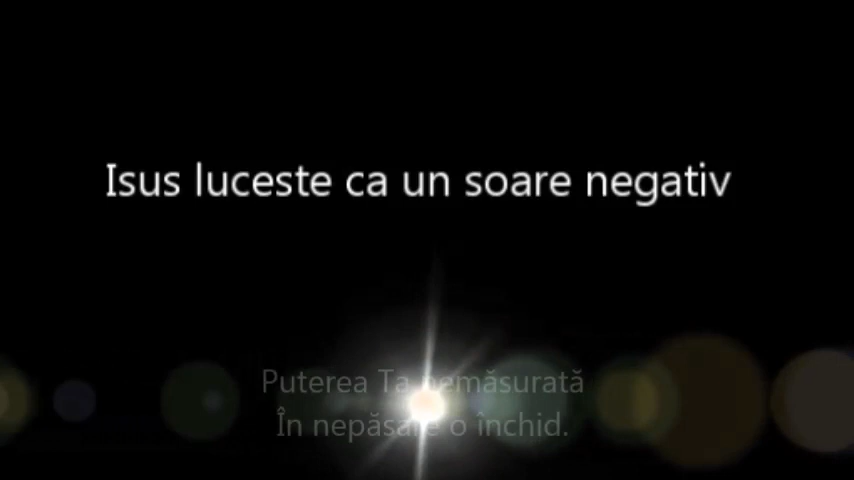 Isus luceste ca un soare negativ
Puterea Ta nemăsurată
În nepăsare o închid.